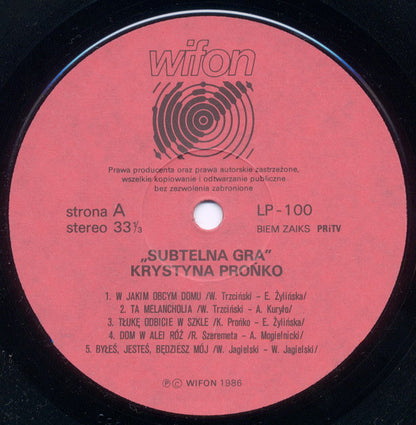 wifon
Prawa producenta oraz prawa autorskie zastrzeżone,
wszelkie kopiowanie i odtwarzanie publiczne
bez zezwolenia zabronione
strona A LP-100
stereo 33 1/3 BIEM ZAIKS PRiTV
„SUBTELNA GRA"
KRYSTYNA PROŃKO
1. W JAKIM OBCYM DOMU /W. Trzciński - E. Żylińska/
2. TA MELANCHOLIA /W. Trzciński - A. Kuryło/
3. TŁUKĘ ODBICIE W SZKLE /K. Prońko - E. Żylińska/
4. DOM W ALEI RÓŻ /R. Szeremeta - A. Mogielnicki/
5. BYŁEŚ, JESTEŚ, BĘDZIESZ MÓJ /W. Jagielski - W. Jagielski/
Ⓟ © WIFON 1986